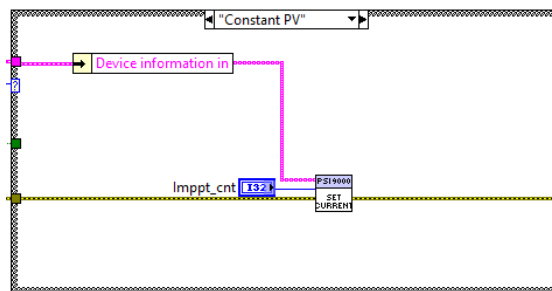 "Constant PV"
Device information in
?
Imppt_cnt
I32
PSI9000
SET
CURRENT